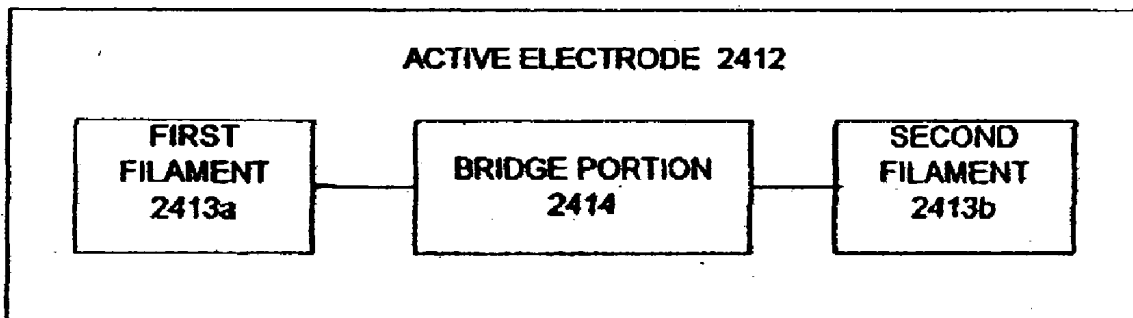 ACTIVE ELECTRODE 2412
FIRST
FILAMENT
2413a
BRIDGE PORTION
2414
SECOND
FILAMENT
2413b